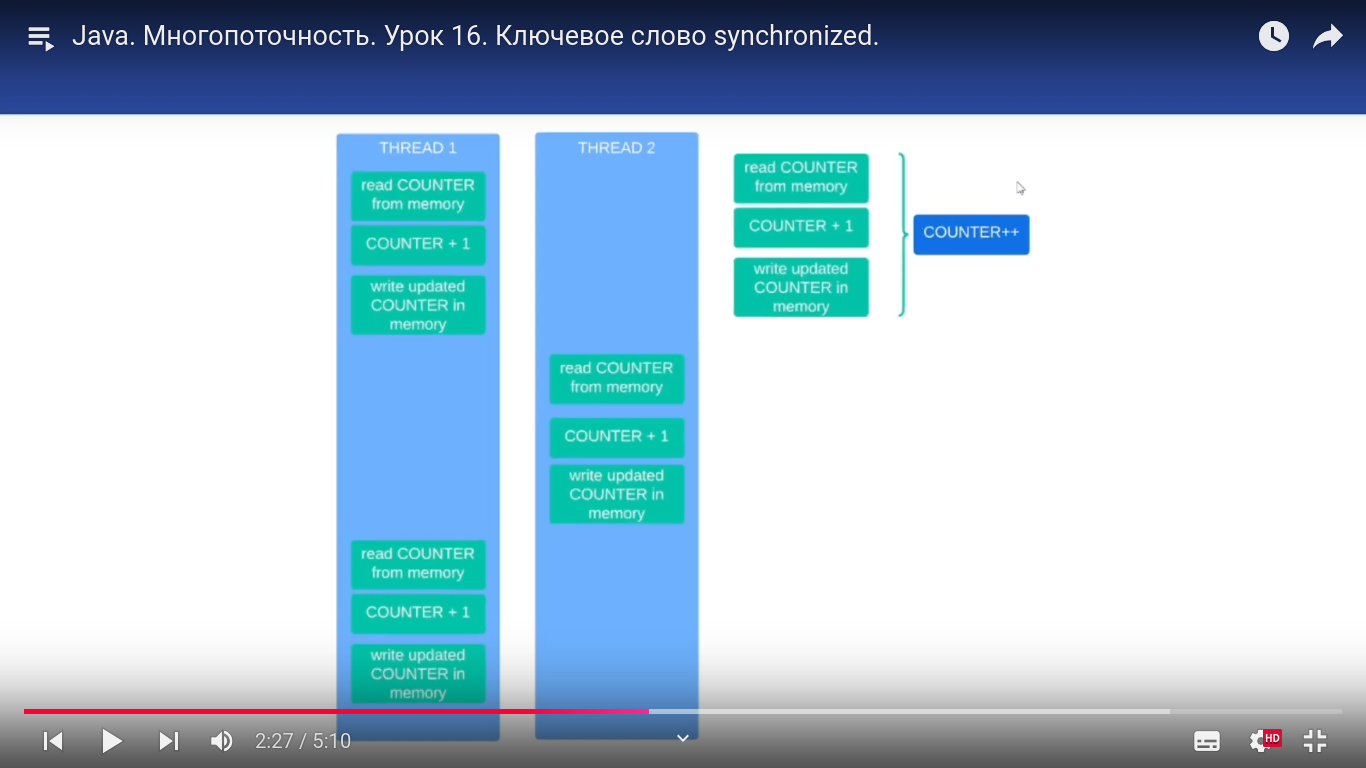 Java. Многопоточность. Урок 16. Ключевое слово synchronized.
THREAD 1
read COUNTER
from memory
COUNTER + 1
write updated
COUNTER in
memory
read COUNTER
from memory
COUNTER + 1
write updated
COUNTER in
memory
THREAD 2
read COUNTER
from memory
COUNTER + 1
write updated
COUNTER in
memory
read COUNTER
from memory
COUNTER + 1
write updated
COUNTER in
memory
COUNTER++
2:27 / 5:10
HD